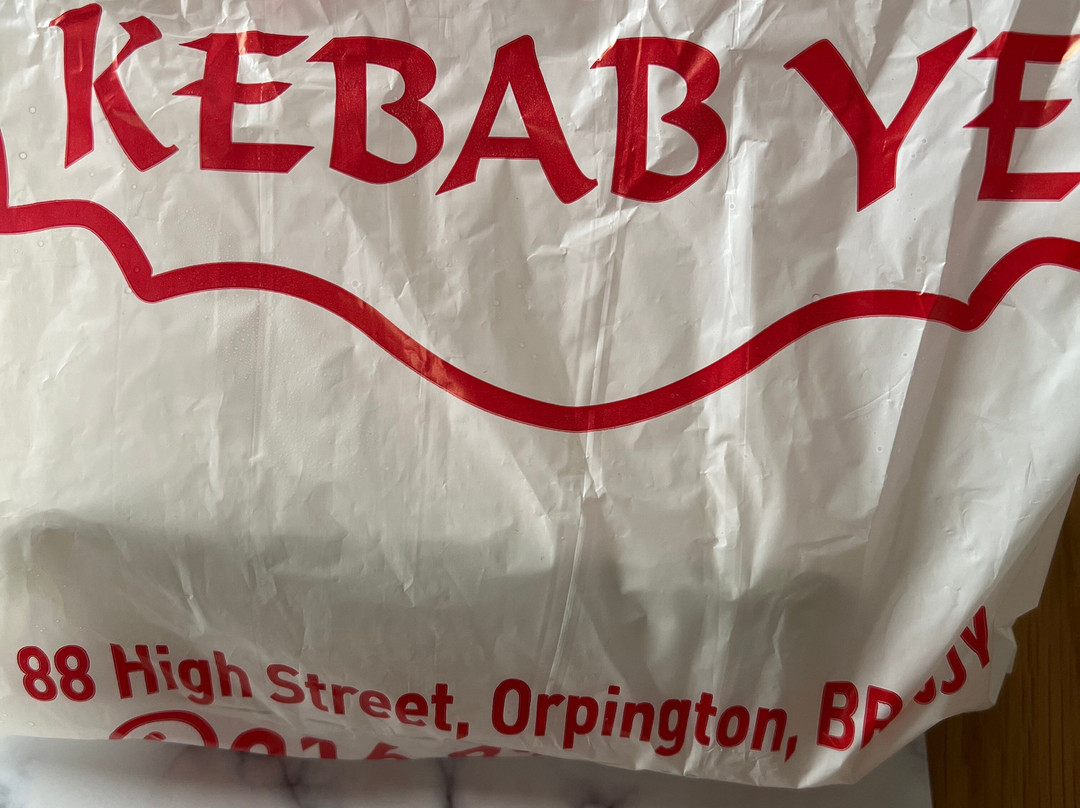 KEBAB YE
88 High Street, Orpington,